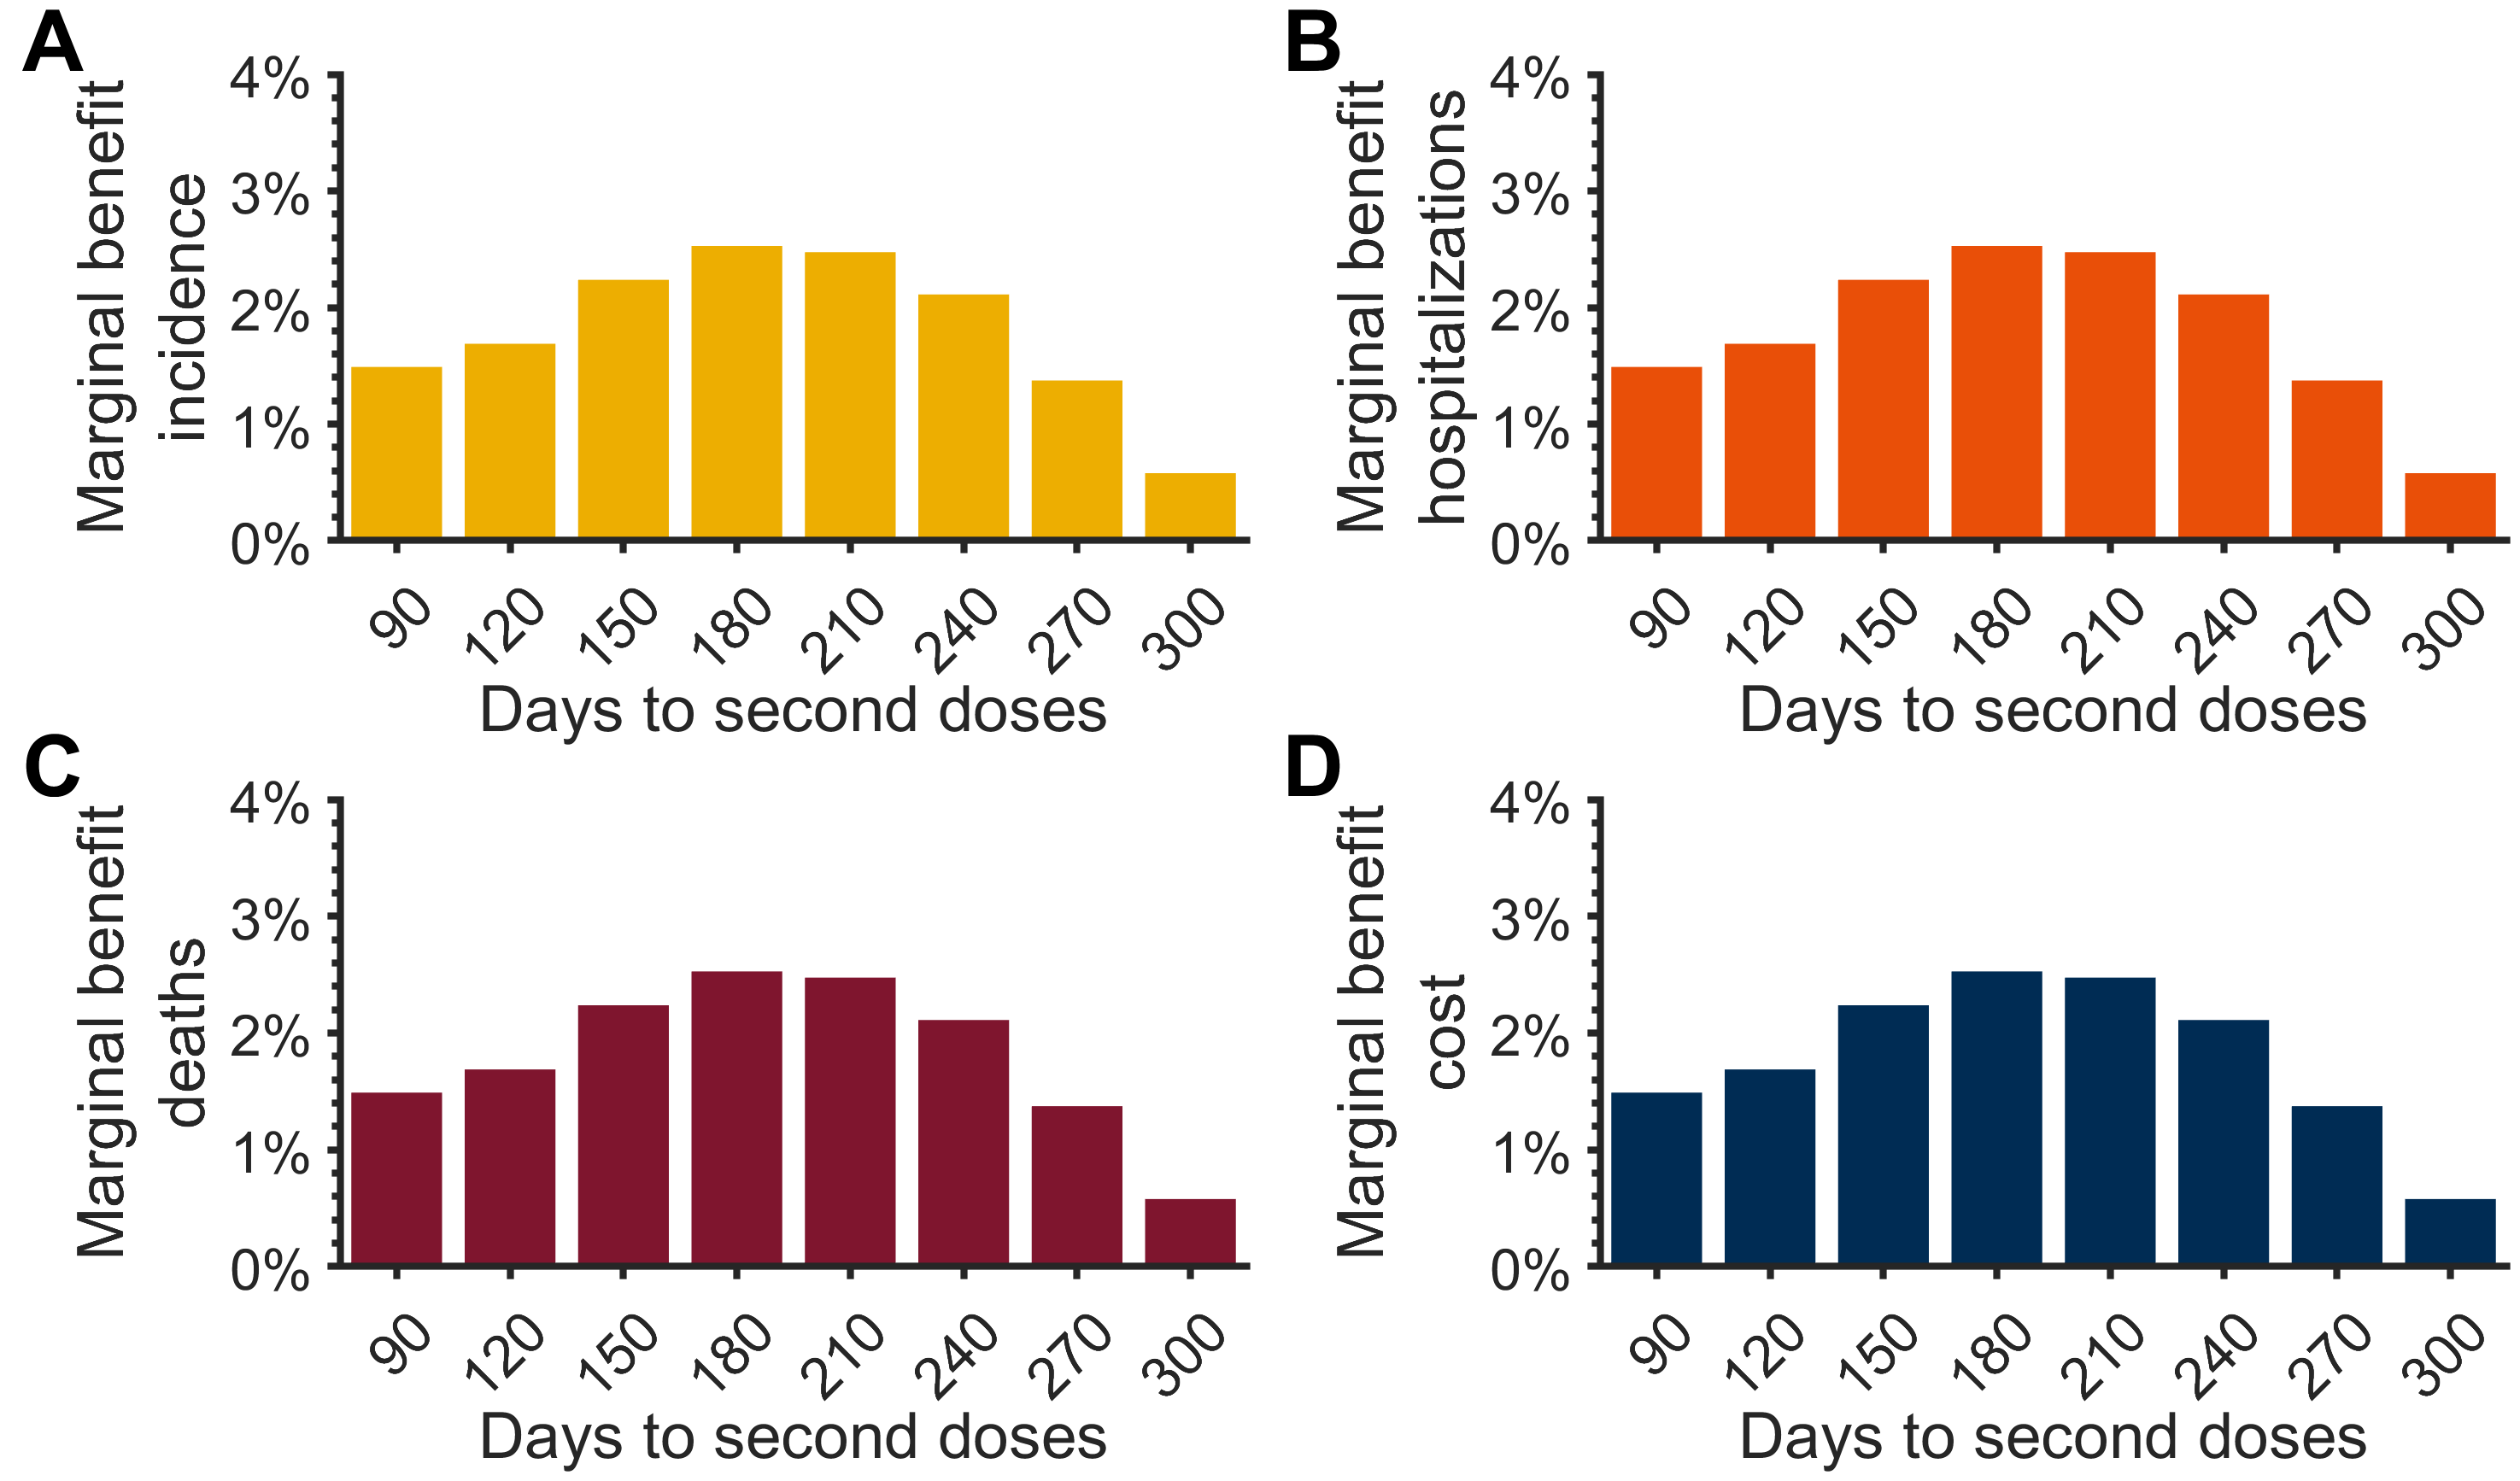 A
Marginal benefit
incidence
4%
3%
2%
1%
0%
90 120 150 180 210 240 270 300
Days to second doses
B
Marginal benefit
hospitalizations
4%
3%
2%
1%
0%
90 120 150 180 210 240 270 300
Days to second doses
C
Marginal benefit
deaths
4%
3%
2%
1%
0%
90 120 150 180 210 240 270 300
Days to second doses
D
Marginal benefit
cost
4%
3%
2%
1%
0%
90 120 150 180 210 240 270 300
Days to second doses